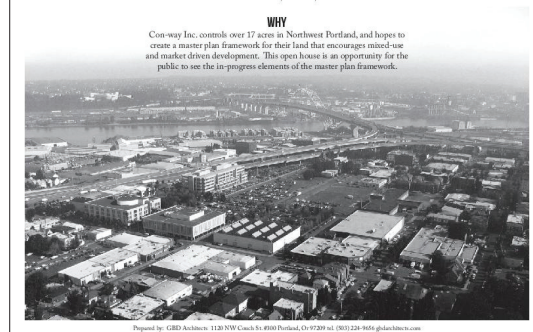 WHY
Con-way Inc. controls over 17 acres in Northwest Portland, and hopes to
create a master plan framework for their land that encourages mixed-use
and market driven development. This open house is an opportunity for the
public to see the in-progress elements of the master plan framework.
Prepared by: GBD Architects 1120 NW Couch St. #300 Portland, Or 97209 tel. (503) 224-9656 gbdarchitects.com